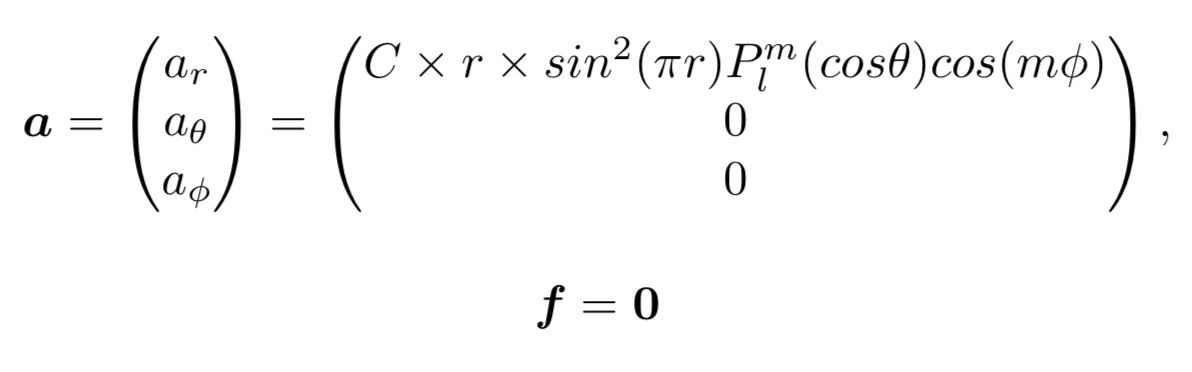 a = (a_r a_θ a_ϕ) = (C × r × sin²(πr)P_l^m(cosθ)cos(mϕ) 0 0),
f = 0